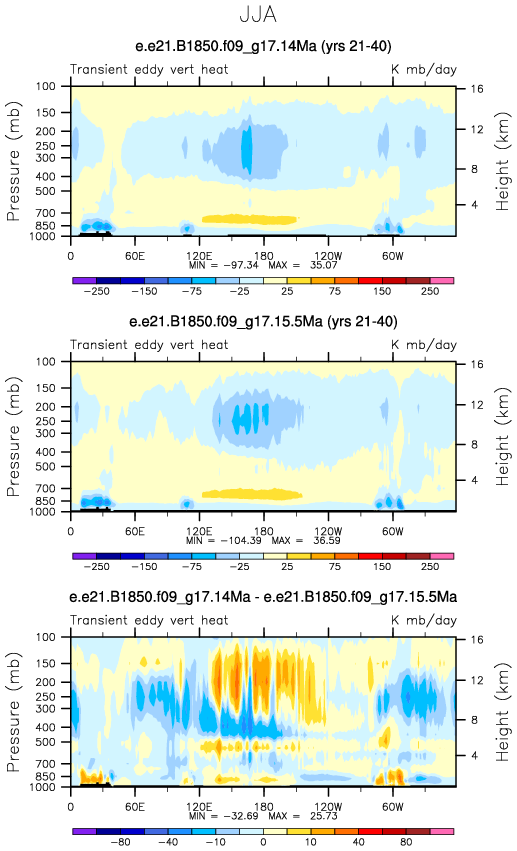 JJA
e.e21.B1850.f09_g17.14Ma (yrs 21-40)
Transient eddy vert heat K mb/day
100
150
200
250
300
400
500
700
850
1000
Pressure (mb)
16
12
8
4
Height (km)
0 60E 120E 180 120W 60W
MIN = -97.34 MAX = 35.07
-250 -150 -75 -25 25 75 150 250
e.e21.B1850.f09_g17.15.5Ma (yrs 21-40)
Transient eddy vert heat K mb/day
100
150
200
250
300
400
500
700
850
1000
Pressure (mb)
16
12
8
4
Height (km)
0 60E 120E 180 120W 60W
MIN = -104.39 MAX = 36.59
-250 -150 -75 -25 0 25 75 150 250
e.e21.B1850.f09_g17.14Ma - e.e21.B1850.f09_g17.15.5Ma
Transient eddy vert heat K mb/day
100
150
200
250
300
400
500
700
850
1000
Pressure (mb)
16
12
8
4
Height (km)
0 60E 120E 180 120W 60W
MIN = -32.69 MAX = 25.73
-80 -40 -10 0 10 40 80